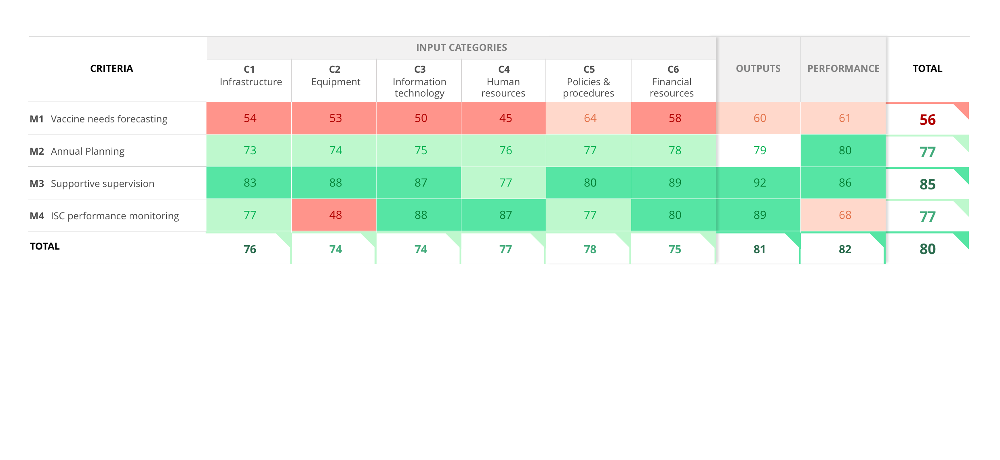 INPUT CATEGORIES
CRITERIA
OUTPUTS
PERFORMANCE
TOTAL
C1
Infrastructure
C2
Equipment
C3
Information
technology
C4
Human
resources
C5
Policies &
procedures
C6
Financial
resources
M1 Vaccine needs forecasting 54 53 50 45 64 58 60 61 56
M2 Annual Planning 73 74 75 76 77 78 79 80 77
M3 Supportive supervision 83 88 87 77 80 89 92 86 85
M4 ISC performance monitoring 77 48 88 87 77 80 89 68 77
TOTAL 76 74 74 77 78 75 81 82 80